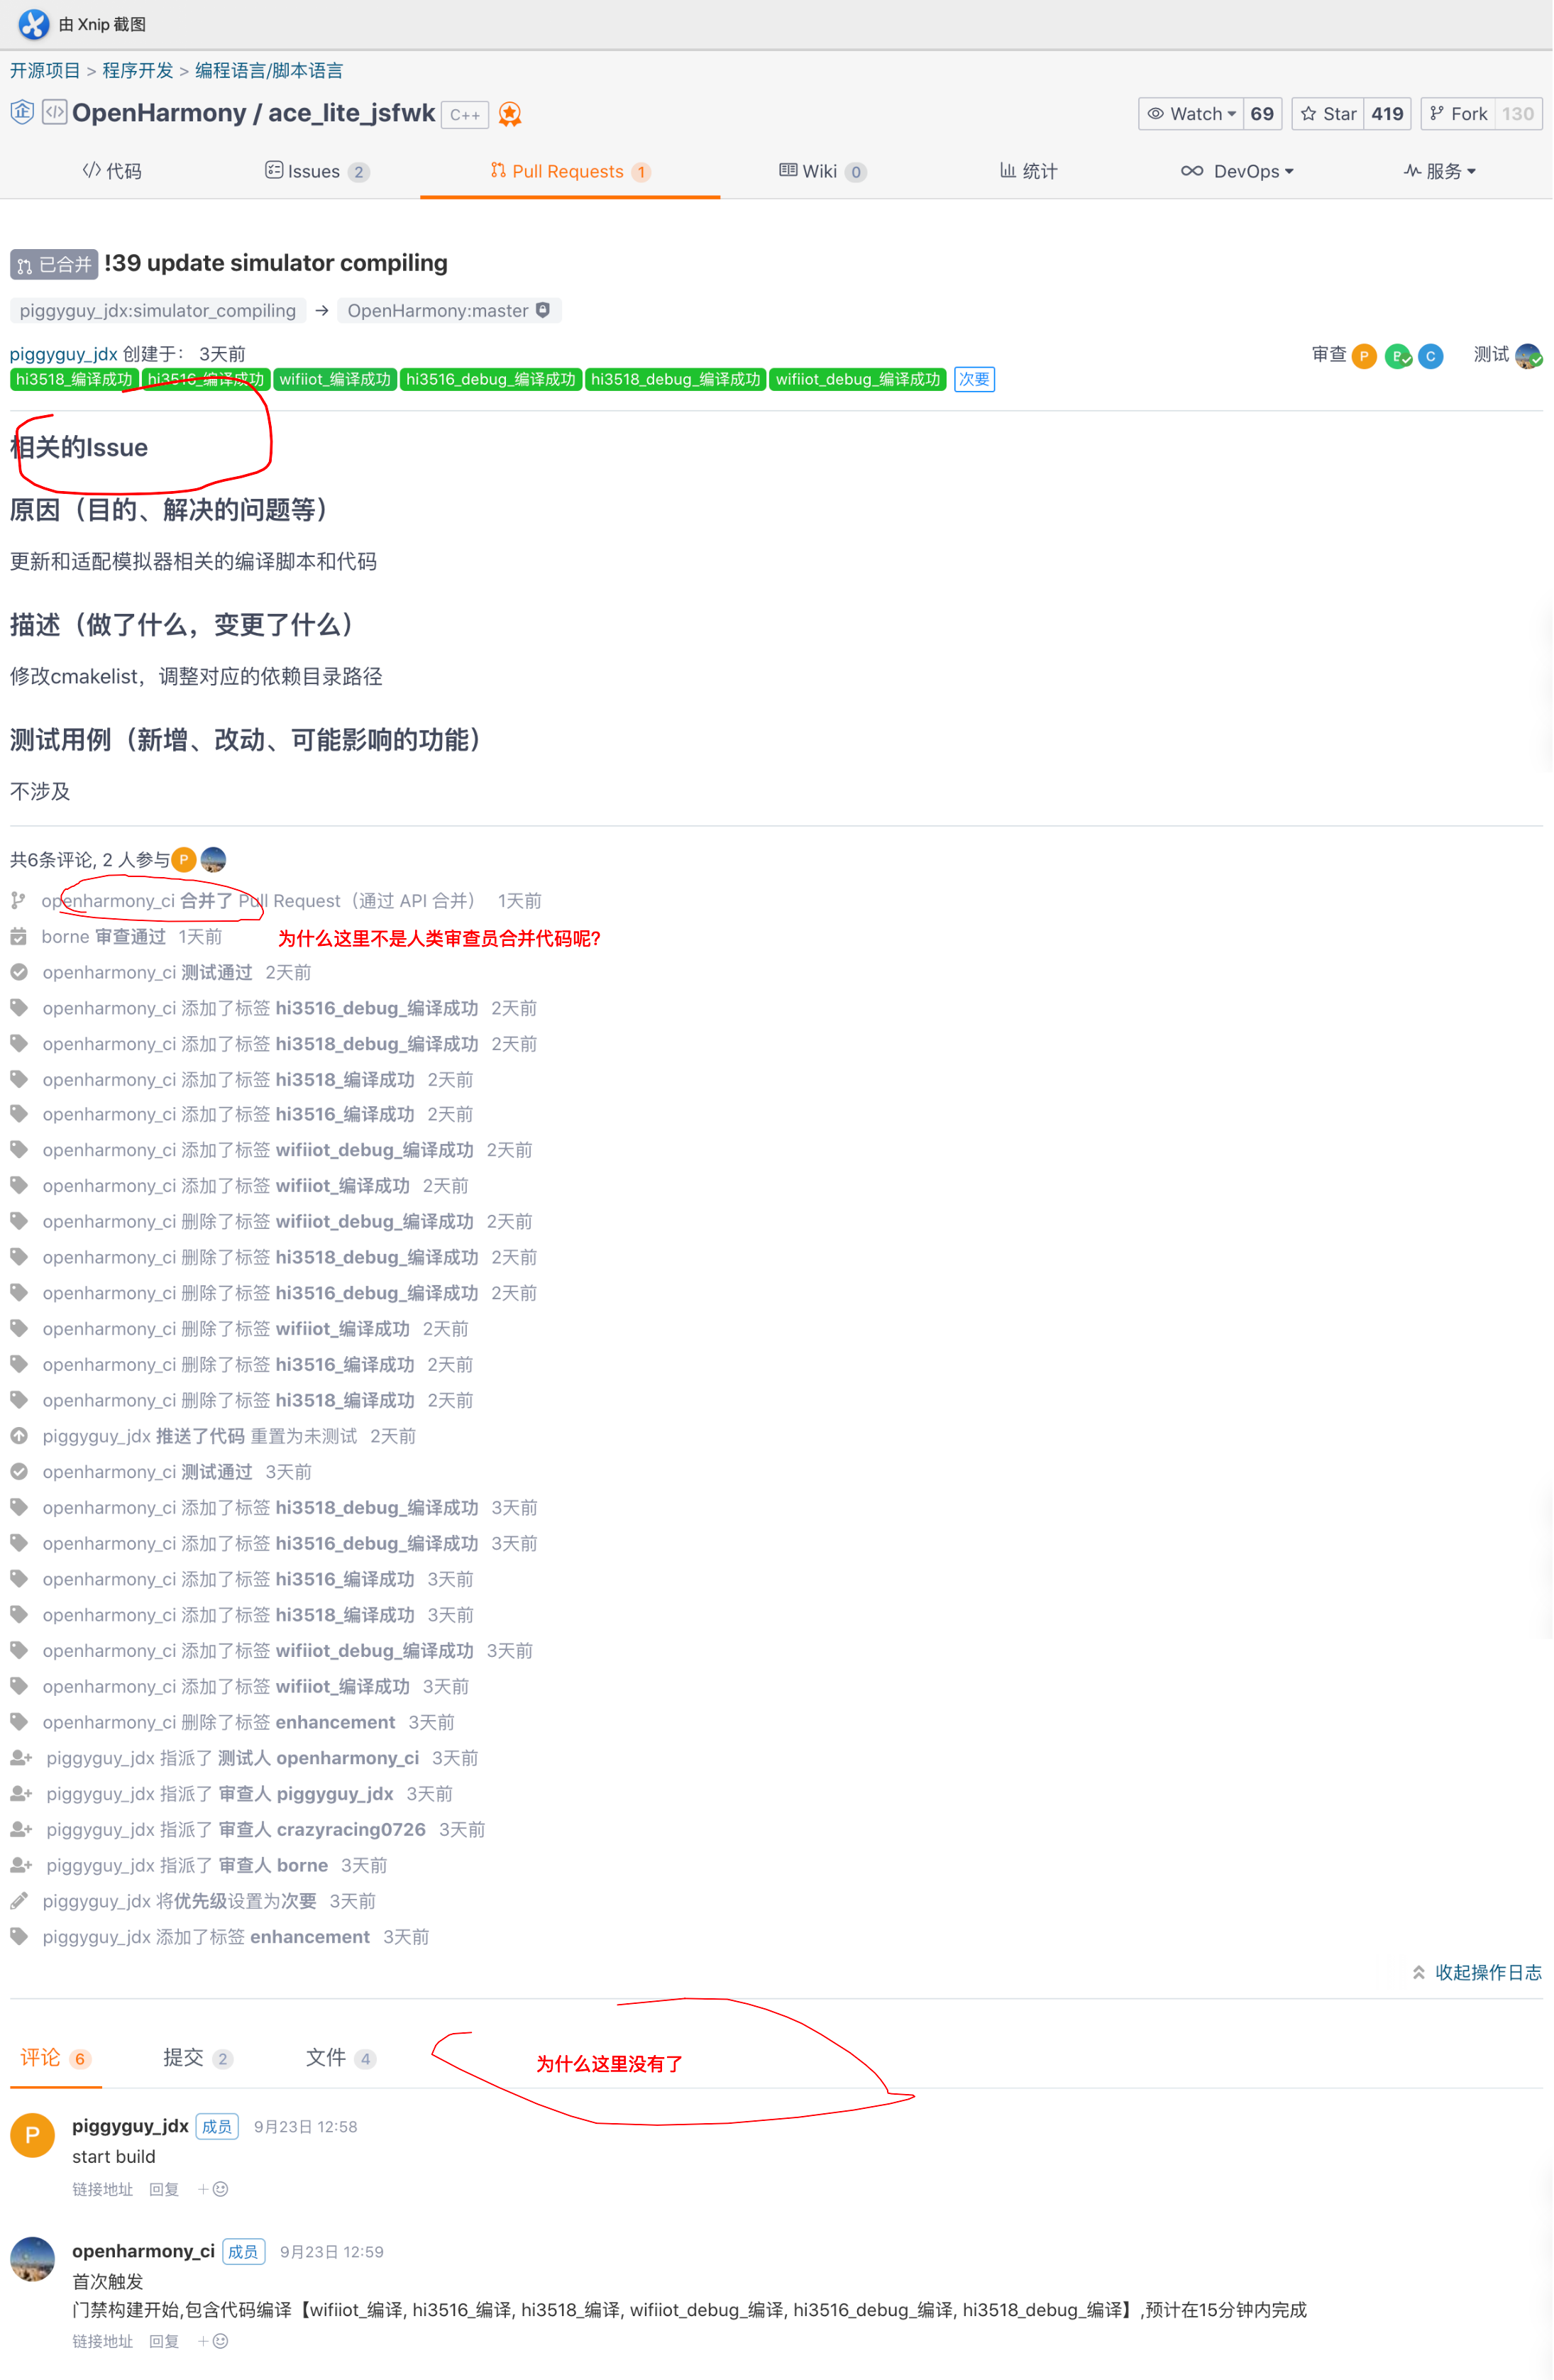 由 Xnip 截图
开源项目 > 程序开发 > 编程语言/脚本语言
企 </> OpenHarmony / ace_lite_jsfwk C++
Watch 69 Star 419 Fork 130
</> 代码 Issues 2 Pull Requests 1 Wiki 0 统计 DevOps 服务
已合并 !39 update simulator compiling
piggyguy_jdx:simulator_compiling → OpenHarmony:master
piggyguy_jdx 创建于： 3天前
审查 P B C 测试
hi3518_编译成功 hi3516_编译成功 wifiiot_编译成功 hi3516_debug_编译成功 hi3518_debug_编译成功 wifiiot_debug_编译成功 次要
相关的Issue
原因（目的、解决的问题等）
更新和适配模拟器相关的编译脚本和代码
描述（做了什么，变更了什么）
修改cmakelist，调整对应的依赖目录路径
测试用例（新增、改动、可能影响的功能）
不涉及
共6条评论, 2 人参与 P
openharmony_ci 合并了 Pull Request（通过 API 合并） 1天前
borne 审查通过 1天前
为什么这里不是人类审查员合并代码呢?
openharmony_ci 测试通过 2天前
openharmony_ci 添加了标签 hi3516_debug_编译成功 2天前
openharmony_ci 添加了标签 hi3518_debug_编译成功 2天前
openharmony_ci 添加了标签 hi3518_编译成功 2天前
openharmony_ci 添加了标签 hi3516_编译成功 2天前
openharmony_ci 添加了标签 wifiiot_debug_编译成功 2天前
openharmony_ci 添加了标签 wifiiot_编译成功 2天前
openharmony_ci 删除了标签 wifiiot_debug_编译成功 2天前
openharmony_ci 删除了标签 hi3518_debug_编译成功 2天前
openharmony_ci 删除了标签 hi3516_debug_编译成功 2天前
openharmony_ci 删除了标签 wifiiot_编译成功 2天前
openharmony_ci 删除了标签 hi3516_编译成功 2天前
openharmony_ci 删除了标签 hi3518_编译成功 2天前
piggyguy_jdx 推送了代码 重置为未测试 2天前
openharmony_ci 测试通过 3天前
openharmony_ci 添加了标签 hi3518_debug_编译成功 3天前
openharmony_ci 添加了标签 hi3516_debug_编译成功 3天前
openharmony_ci 添加了标签 hi3516_编译成功 3天前
openharmony_ci 添加了标签 hi3518_编译成功 3天前
openharmony_ci 添加了标签 wifiiot_debug_编译成功 3天前
openharmony_ci 添加了标签 wifiiot_编译成功 3天前
openharmony_ci 删除了标签 enhancement 3天前
piggyguy_jdx 指派了 测试人 openharmony_ci 3天前
piggyguy_jdx 指派了 审查人 piggyguy_jdx 3天前
piggyguy_jdx 指派了 审查人 crazyracing0726 3天前
piggyguy_jdx 指派了 审查人 borne 3天前
piggyguy_jdx 将优先级设置为次要 3天前
piggyguy_jdx 添加了标签 enhancement 3天前
收起操作日志
评论 6 提交 2 文件 4
为什么这里没有了
P piggyguy_jdx 成员 9月23日 12:58
start build
链接地址 回复 +
openharmony_ci 成员 9月23日 12:59
首次触发
门禁构建开始,包含代码编译【wifiiot_编译, hi3516_编译, hi3518_编译, wifiiot_debug_编译, hi3516_debug_编译, hi3518_debug_编译】,预计在15分钟内完成
链接地址 回复 +